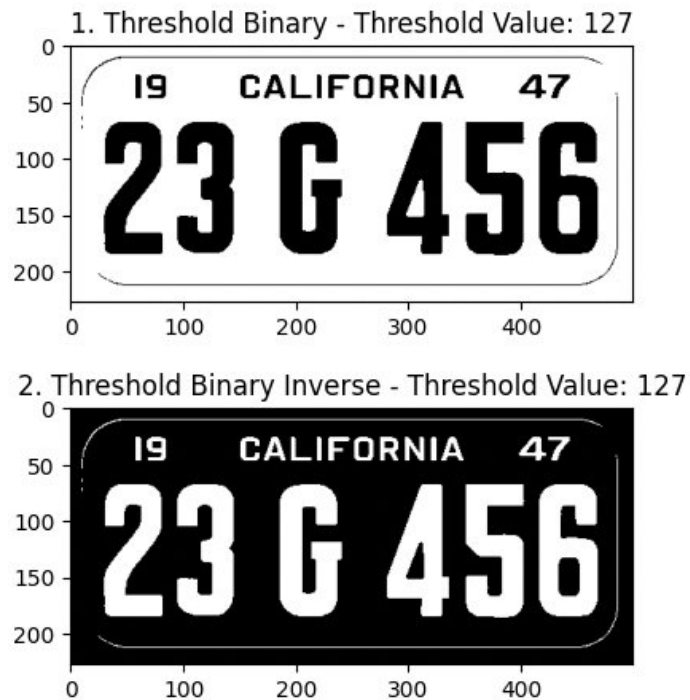 1. Threshold Binary - Threshold Value: 127
0
50
100
150
200
19 CALIFORNIA 47
23 G 456
0 100 200 300 400
2. Threshold Binary Inverse - Threshold Value: 127
0
50
100
150
200
19 CALIFORNIA 47
23 G 456
0 100 200 300 400